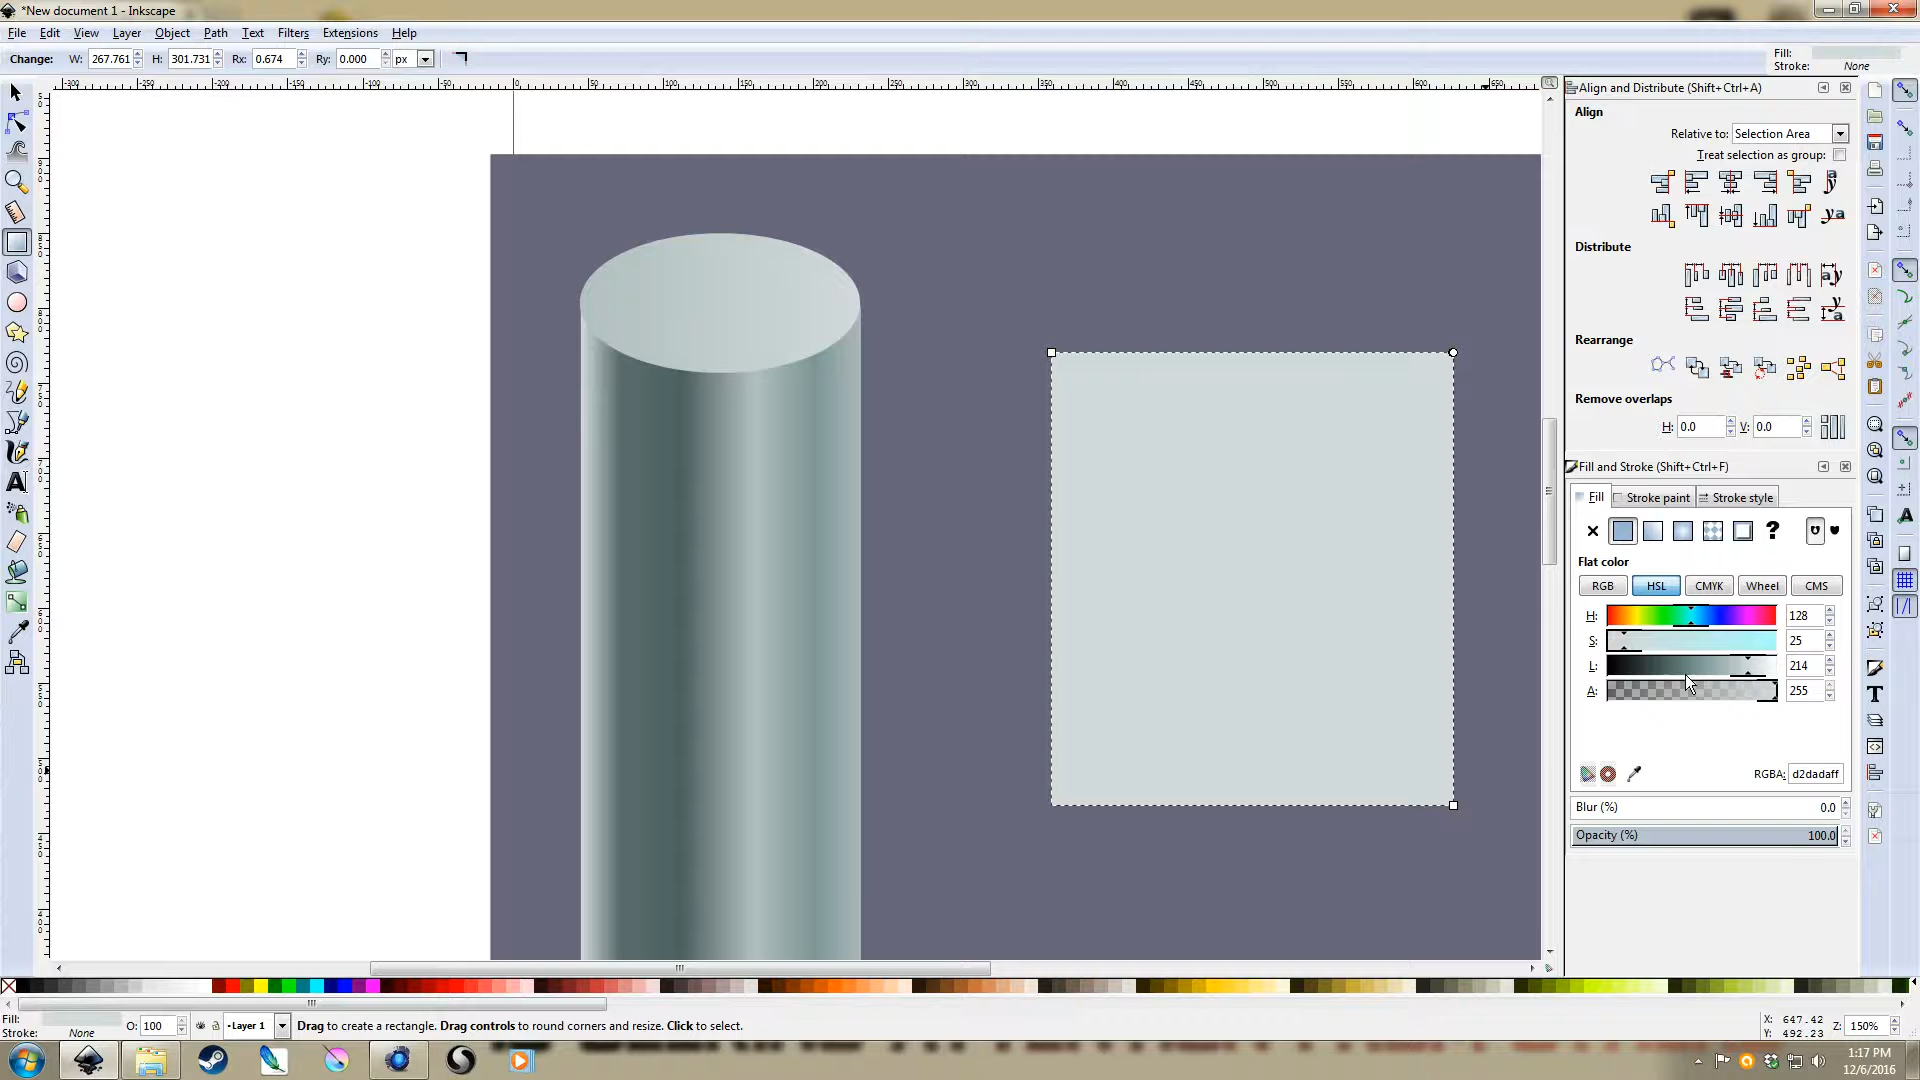 *New document 1 - Inkscape
File Edit View Layer Object Path Text Filters Extensions Help
Change: W: 267.761 H: 301.731 Rx: 0.674 Ry: 0.000 px
Fill:
Stroke: None
Align and Distribute (Shift+Ctrl+A)
Align
Relative to: Selection Area
Treat selection as group:
Distribute
Rearrange
Remove overlaps
H: 0.0 V: 0.0
Fill and Stroke (Shift+Ctrl+F)
Fill Stroke paint Stroke style
Flat color
RGB HSL CMYK Wheel CMS
H: 128
S: 25
L: 214
A: 255
RGBA: d2dadaff
Blur (%) 0.0
Opacity (%) 100.0
Fill:
Stroke: None
O: 100
Layer 1
Drag to create a rectangle. Drag controls to round corners and resize. Click to select.
X: 647.42
Y: 492.23
Z: 150%
1:17 PM
12/6/2016